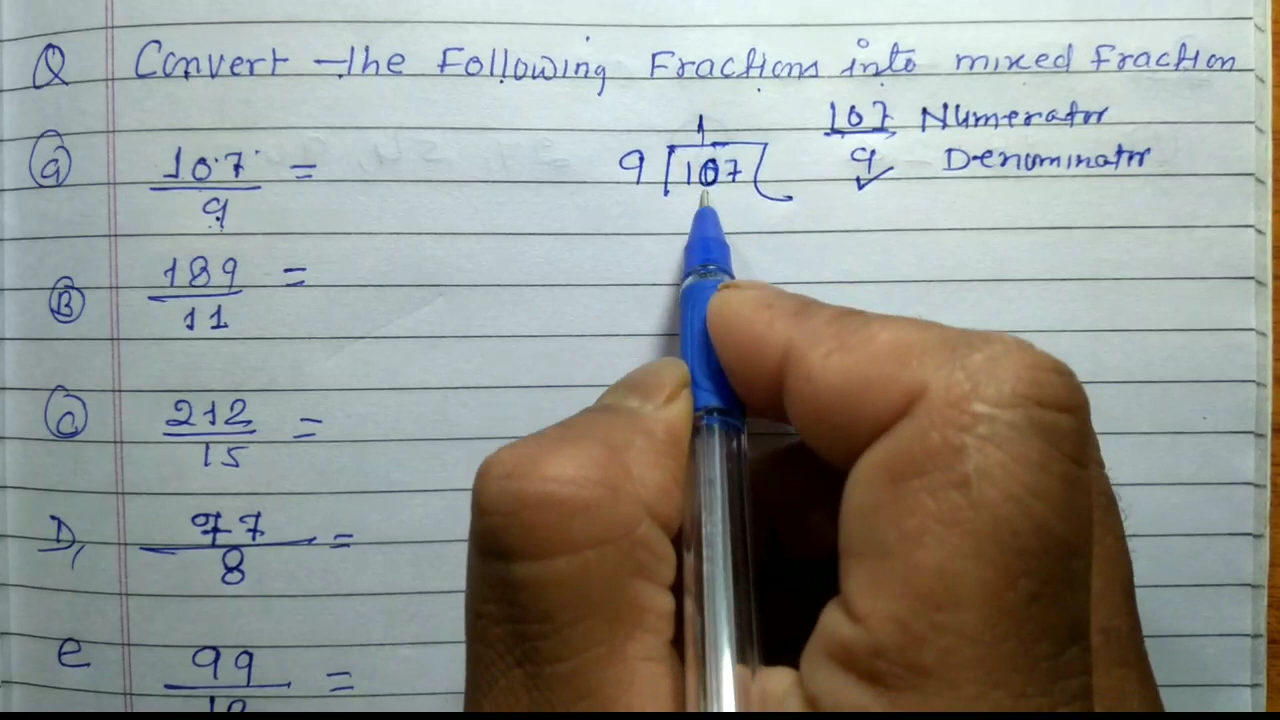 Q Convert the Following Fractions into mixed Fraction
a 107/9 =
1
9 107
107 Numerator
9 Denominator
B 189/11 =
C 212/15 =
D, 77/8 =
e 99/ =